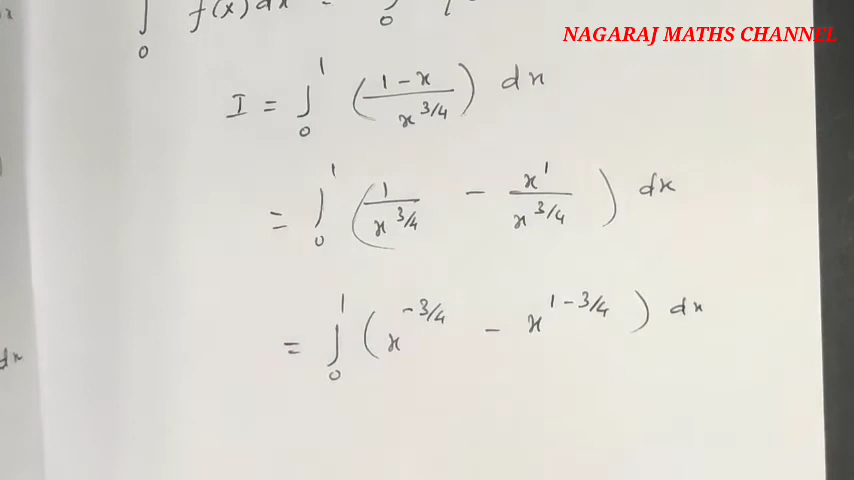 ∫₀ f(x) dx
NAGARAJ MATHS CHANNEL
I = ∫₀¹ ( (1-x) / x^{3/4} ) dx
= ∫₀¹ ( 1 / x^{3/4} - x¹ / x^{3/4} ) dx
= ∫₀¹ ( x^{-3/4} - x^{1-3/4} ) dx
dx